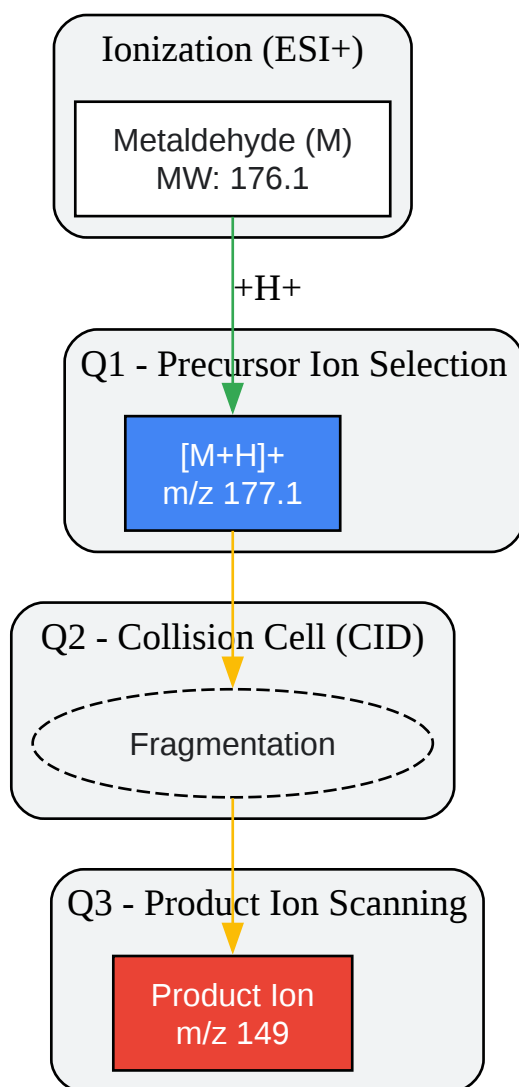 Ionization (ESI+)
Metaldehyde (M)
MW: 176.1
+H+
Q1 - Precursor Ion Selection
[M+H]+
m/z 177.1
Q2 - Collision Cell (CID)
Fragmentation
Q3 - Product Ion Scanning
Product Ion
m/z 149